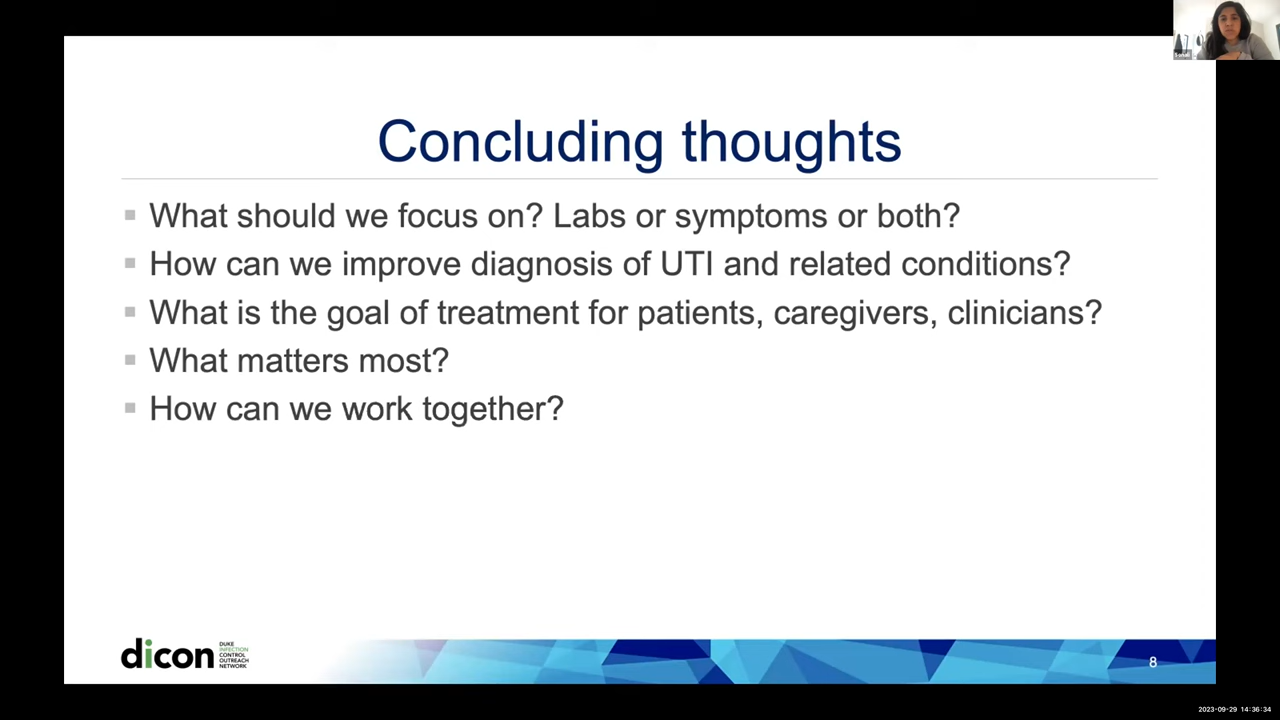 Concluding thoughts
What should we focus on? Labs or symptoms or both?
How can we improve diagnosis of UTI and related conditions?
What is the goal of treatment for patients, caregivers, clinicians?
What matters most?
How can we work together?
dicon
DUKE
INFECTION
CONTROL
OUTREACH
NETWORK
8
2023-09-29 14:36:34